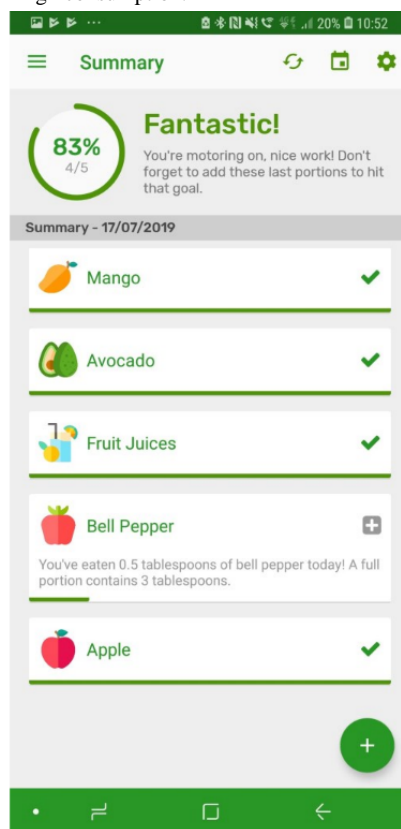 20% 10:52
Summary
83%
4/5
Fantastic!
You're motoring on, nice work! Don't
forget to add these last portions to hit
that goal.
Summary - 17/07/2019
Mango
Avocado
Fruit Juices
Bell Pepper
You've eaten 0.5 tablespoons of bell pepper today! A full
portion contains 3 tablespoons.
Apple